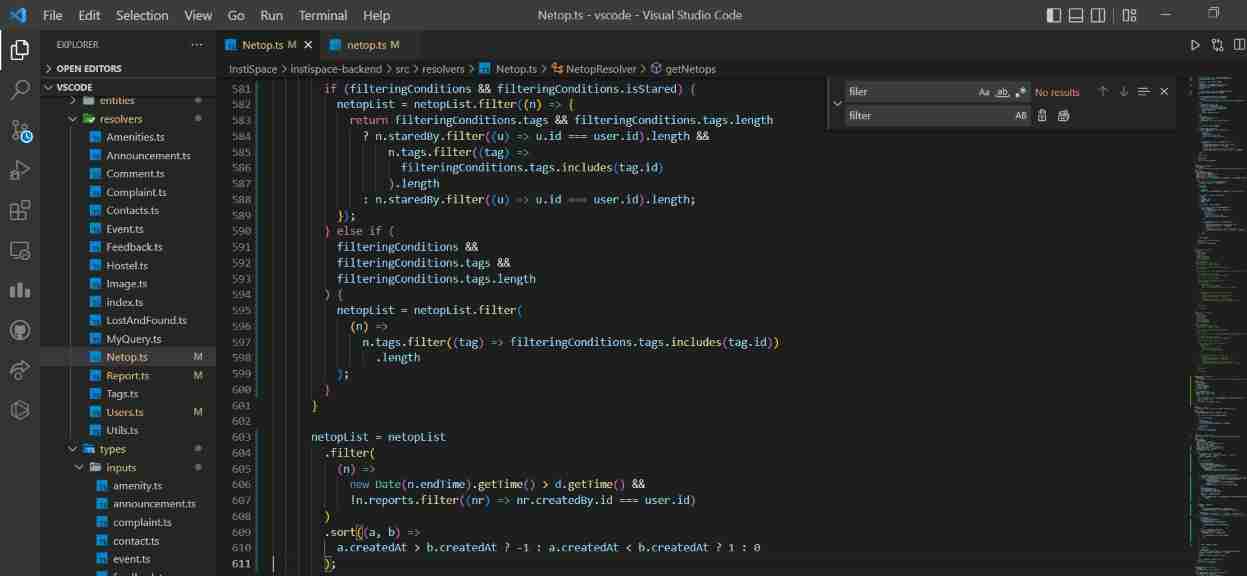 File Edit Selection View Go Run Terminal Help Netop.ts - vscode - Visual Studio Code
EXPLORER
Netop.ts M netop.ts M
OPEN EDITORS
InstiSpace > instispace-backend > src > resolvers > Netop.ts > NetopResolver > getNetops
VSCODE
entities
resolvers
Amenities.ts
Announcement.ts
Comment.ts
Complaint.ts
Contacts.ts
Event.ts
Feedback.ts
Hostel.ts
Image.ts
index.ts
LostAndFound.ts
MyQuery.ts
Netop.ts M
Report.ts M
Tags.ts
Users.ts M
Utils.ts
types
inputs
amenity.ts
announcement.ts
complaint.ts
contact.ts
event.ts
filer Aa ab No results
filter AB
581 if (filteringConditions && filteringConditions.isStared) {
582 netopList = netopList.filter((n) => {
583 return filteringConditions.tags && filteringConditions.tags.length
584 ? n.staredBy.filter((u) => u.id === user.id).length &&
585 n.tags.filter((tag) =>
586 filteringConditions.tags.includes(tag.id)
587 ).length
588 : n.staredBy.filter((u) => u.id === user.id).length;
589 });
590 } else if (
591 filteringConditions &&
592 filteringConditions.tags &&
593 filteringConditions.tags.length
594 ) {
595 netopList = netopList.filter(
596 (n) =>
597 n.tags.filter((tag) => filteringConditions.tags.includes(tag.id))
598 .length
599 );
600 }
601 }
602
603 netopList = netopList
604 .filter(
605 (n) =>
606 new Date(n.endTime).getTime() > d.getTime() &&
607 !n.reports.filter((nr) => nr.createdBy.id === user.id)
608 )
609 .sort((a, b) =>
610 a.createdAt > b.createdAt ? -1 : a.createdAt < b.createdAt ? 1 : 0
611 );